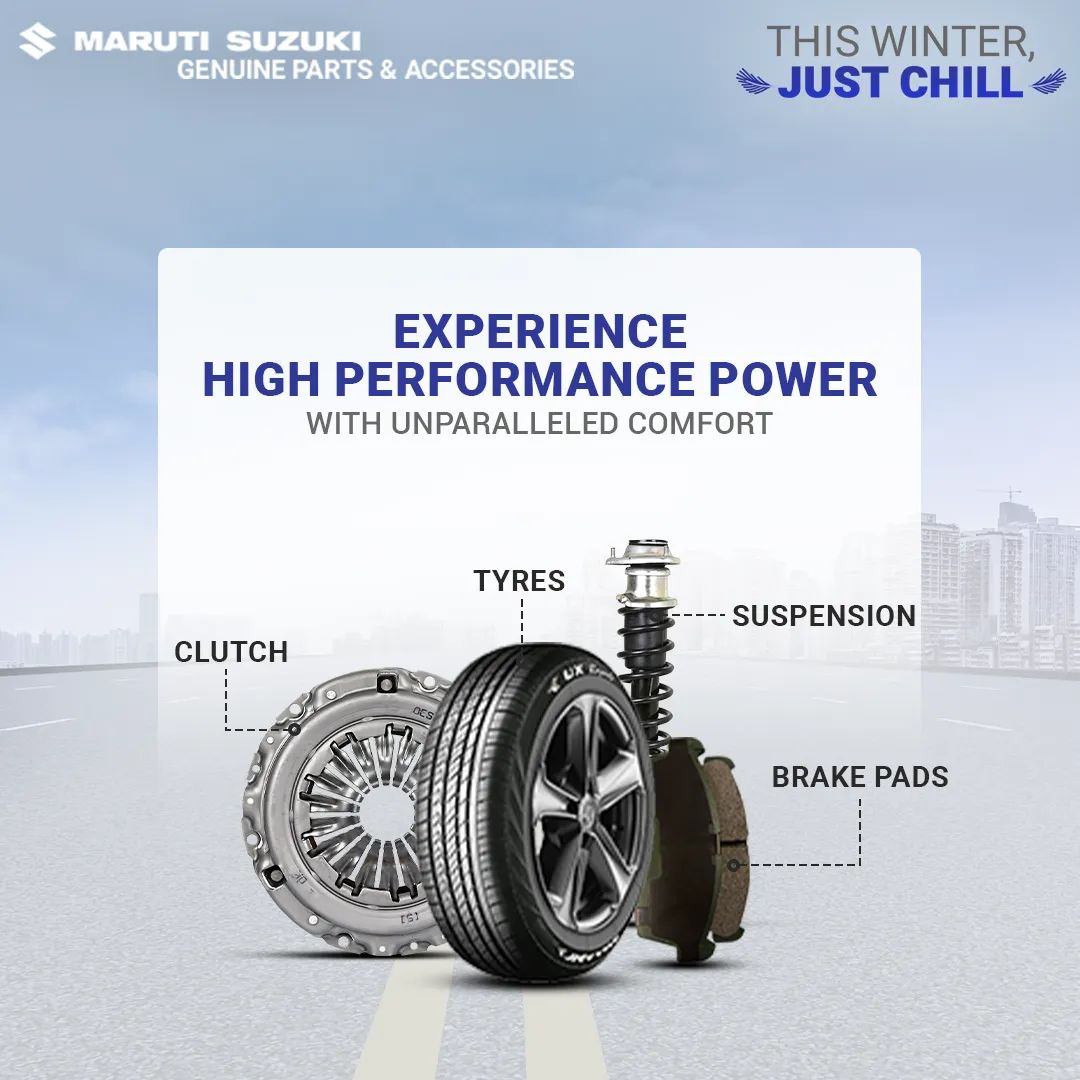 MARUTI SUZUKI
GENUINE PARTS & ACCESSORIES
THIS WINTER,
JUST CHILL
EXPERIENCE
HIGH PERFORMANCE POWER
WITH UNPARALLELED COMFORT
TYRES
SUSPENSION
CLUTCH
BRAKE PADS